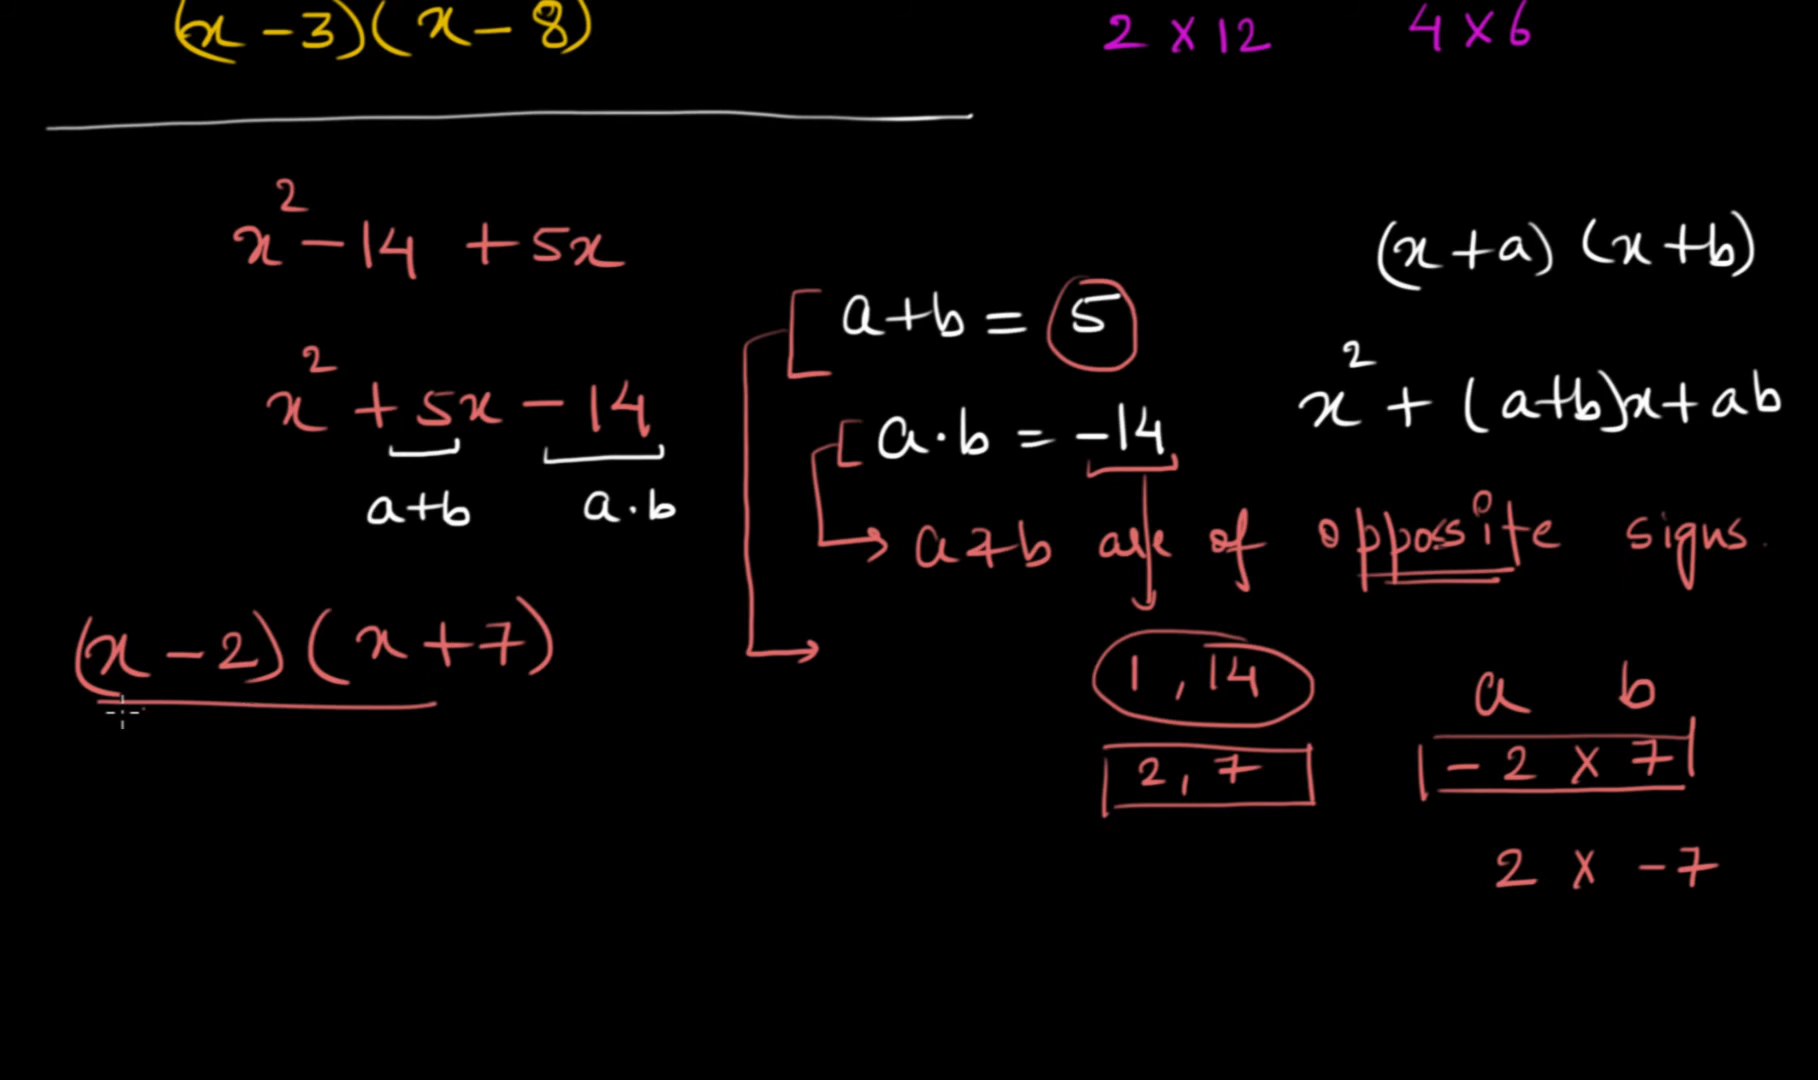 (x - 3)(x - 8)
2 x 12 4 x 6
x² - 14 + 5x
(x + a) (x + b)
a + b = 5
x² + 5x - 14
a + b a · b
x² + (a+b)x + ab
a · b = -14
a & b are of opposite signs.
(x - 2) (x + 7)
1 , 14
2 , 7
a b
- 2 x 7
2 x - 7